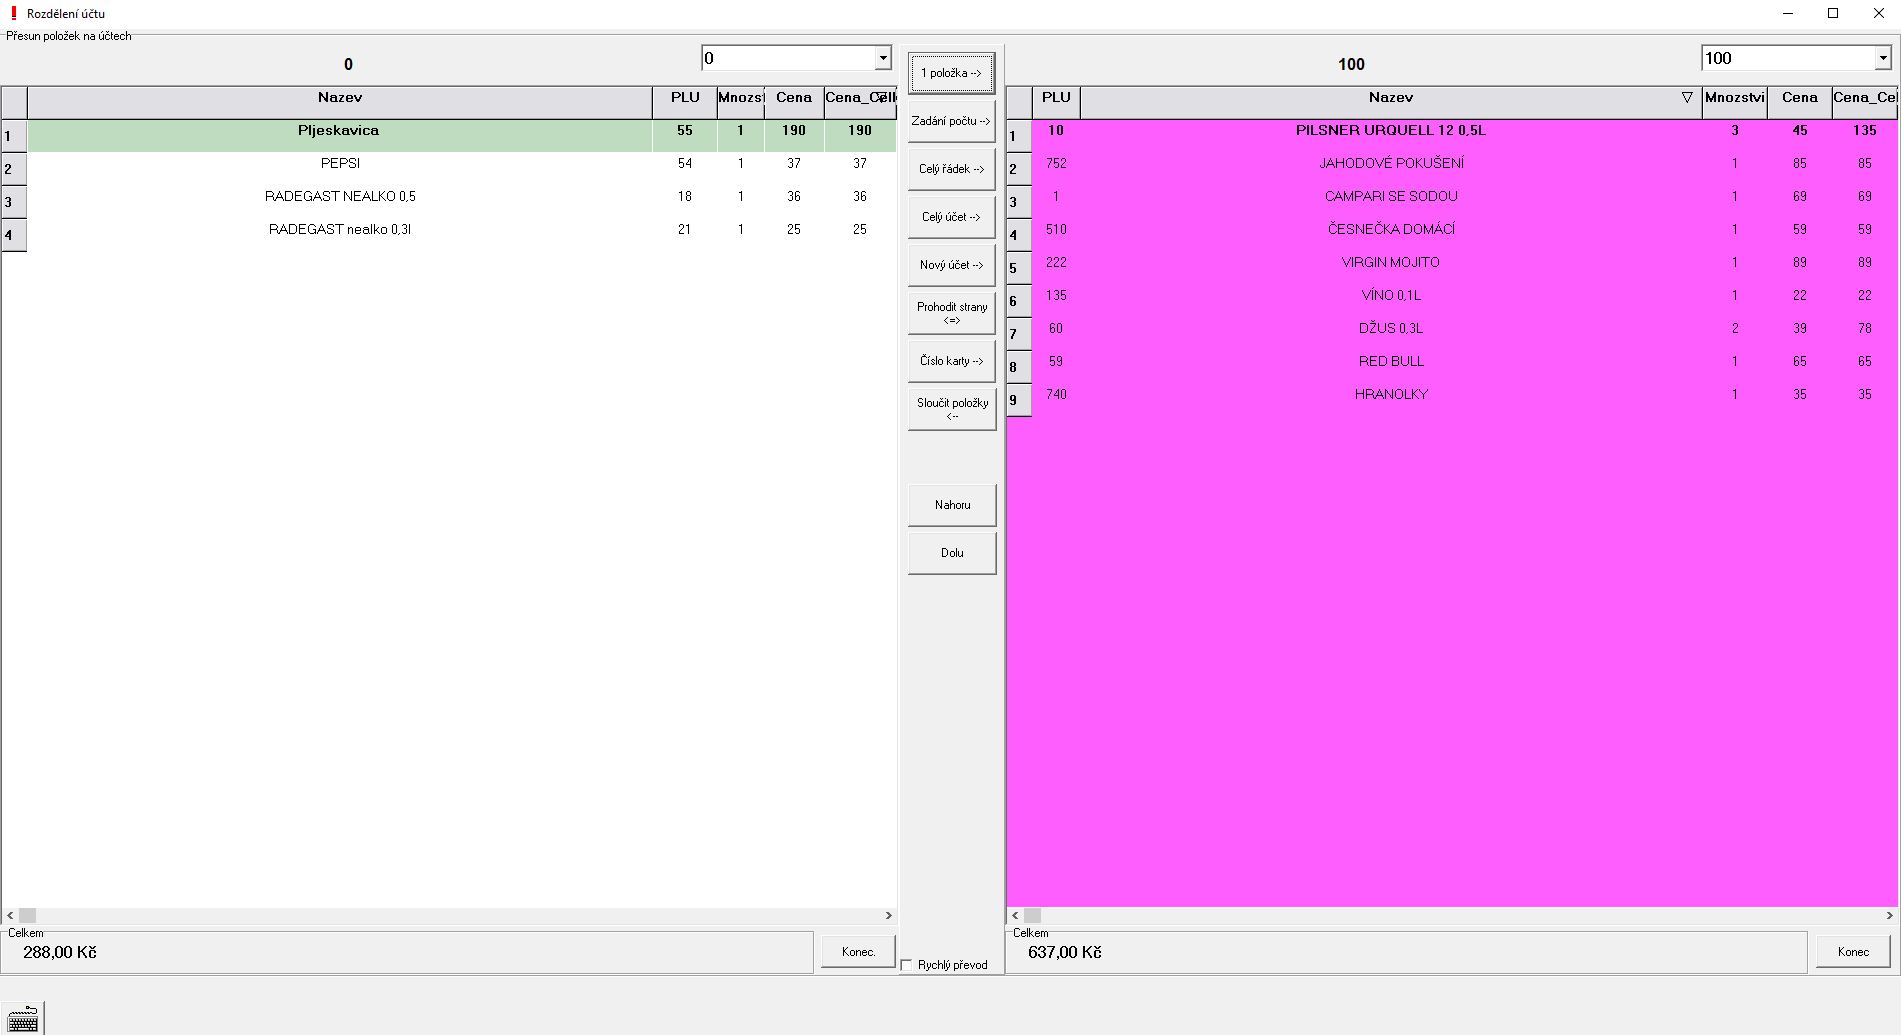 Rozdělení účtu
Přesun položek na účtech
0
0
Nazev PLU Mnozst Cena Cena_Celk
1 Pljeskavica 55 1 190 190
2 PEPSI 54 1 37 37
3 RADEGAST NEALKO 0,5 18 1 36 36
4 RADEGAST nealko 0,3l 21 1 25 25
Celkem
288,00 Kč
Konec.
1 položka -->
Zadání počtu -->
Celý řádek -->
Celý účet -->
Nový účet -->
Prohodit strany
<=>
Číslo karty -->
Sloučit položky
<--
Nahoru
Dolu
Rychlý převod
100
100
PLU Nazev Mnozstvi Cena Cena_Cel
1 10 PILSNER URQUELL 12 0,5L 3 45 135
2 752 JAHODOVÉ POKUŠENÍ 1 85 85
3 1 CAMPARI SE SODOU 1 69 69
4 510 ČESNEČKA DOMÁCÍ 1 59 59
5 222 VIRGIN MOJITO 1 89 89
6 135 VÍNO 0,1L 1 22 22
7 60 DŽUS 0,3L 2 39 78
8 59 RED BULL 1 65 65
9 740 HRANOLKY 1 35 35
Celkem
637,00 Kč
Konec